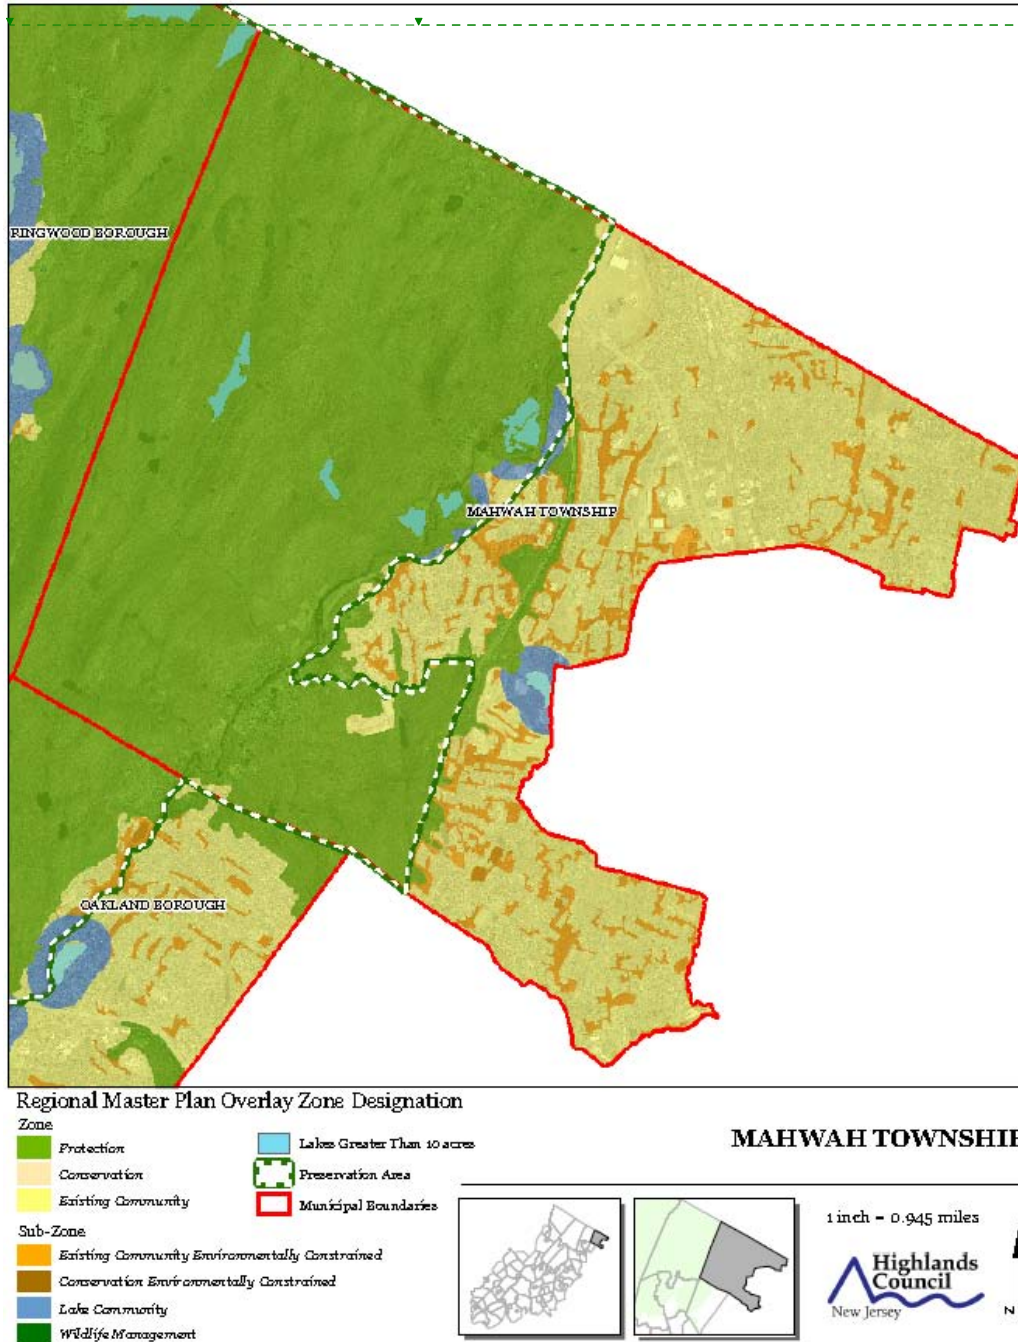 RINGWOOD BOROUGH
MAHWAH TOWNSHIP
OAKLAND BOROUGH
Regional Master Plan Overlay Zone Designation
Zone
Protection
Conservation
Existing Community
Lakes Greater Than 10 acres
Preservation Area
Municipal Boundaries
Sub-Zone
Existing Community Environmentally Constrained
Conservation Environmentally Constrained
Lake Community
Wildlife Management
MAHWAH TOWNSHIP
1 inch = 0.945 miles
Highlands
Council
New Jersey
N